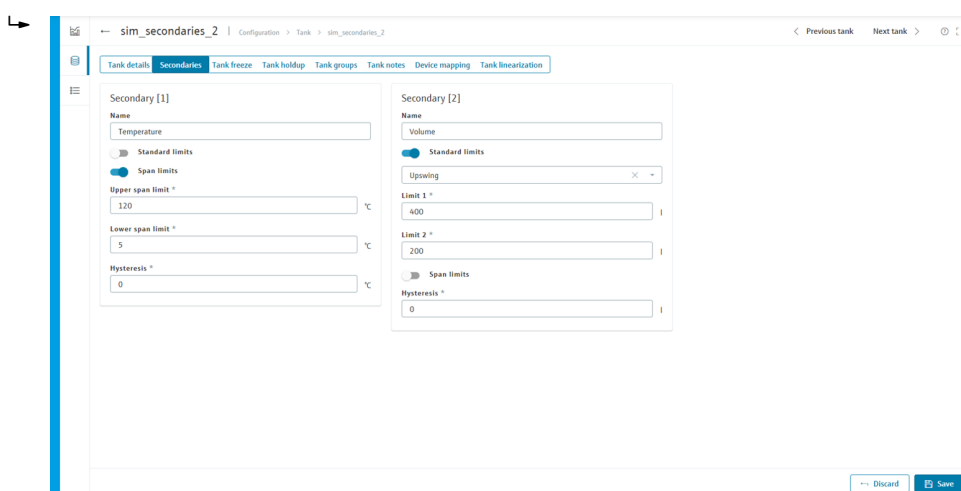 sim_secondaries_2 | Configuration > Tank > sim_secondaries_2
< Previous tank Next tank >
Tank details Secondaries Tank freeze Tank holdup Tank groups Tank notes Device mapping Tank linearization
Secondary [1]
Name
Temperature
Standard limits
Span limits
Upper span limit *
120 °C
Lower span limit *
5 °C
Hysteresis *
0 °C
Secondary [2]
Name
Volume
Standard limits
Upswing
Limit 1 *
400 l
Limit 2 *
200 l
Span limits
Hysteresis *
0 l
Discard Save